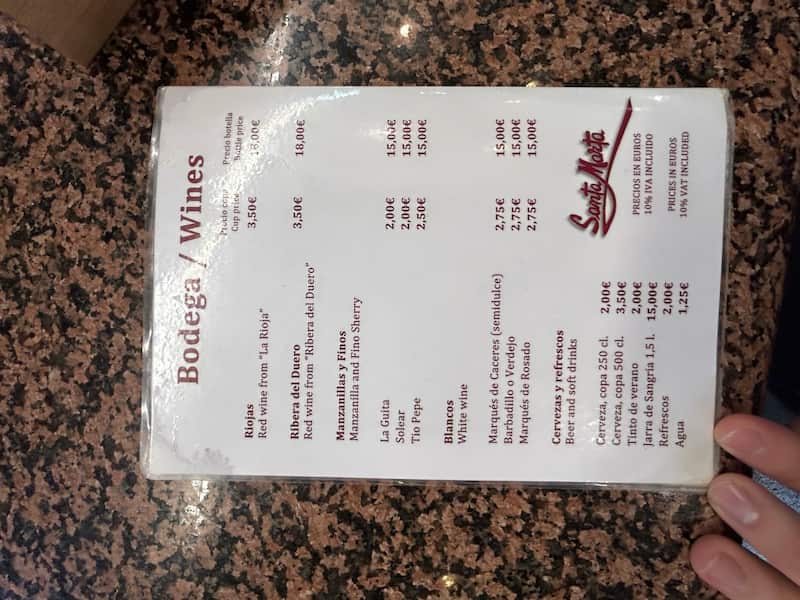 Bodega / Wines
Precio copa Precio botella
Cup price Bottle price
Riojas 3,50€ 18,00€
Red wine from "La Rioja"
Ribera del Duero 3,50€ 18,00€
Red wine from "Ribera del Duero"
Manzanillas y Finos
Manzanilla and Fino Sherry
La Guita 2,00€ 15,00€
Solear 2,00€ 15,00€
Tio Pepe 2,50€ 15,00€
Blancos
White wine
Marqués de Caceres (semidulce) 2,75€ 15,00€
Barbadillo o Verdejo 2,75€ 15,00€
Marqués de Rosado 2,75€ 15,00€
Cervezas y refrescos
Beer and soft drinks
Cerveza, copa 250 cl. 2,00€
Cerveza, copa 500 cl. 3,50€
Tinto de verano 2,00€
Jarra de Sangría 1,5 l. 15,00€
Refrescos 2,00€
Agua 1,25€
Santa Marta
PRECIOS EN EUROS
10% IVA INCLUIDO
PRICES IN EUROS
10% VAT INCLUDED